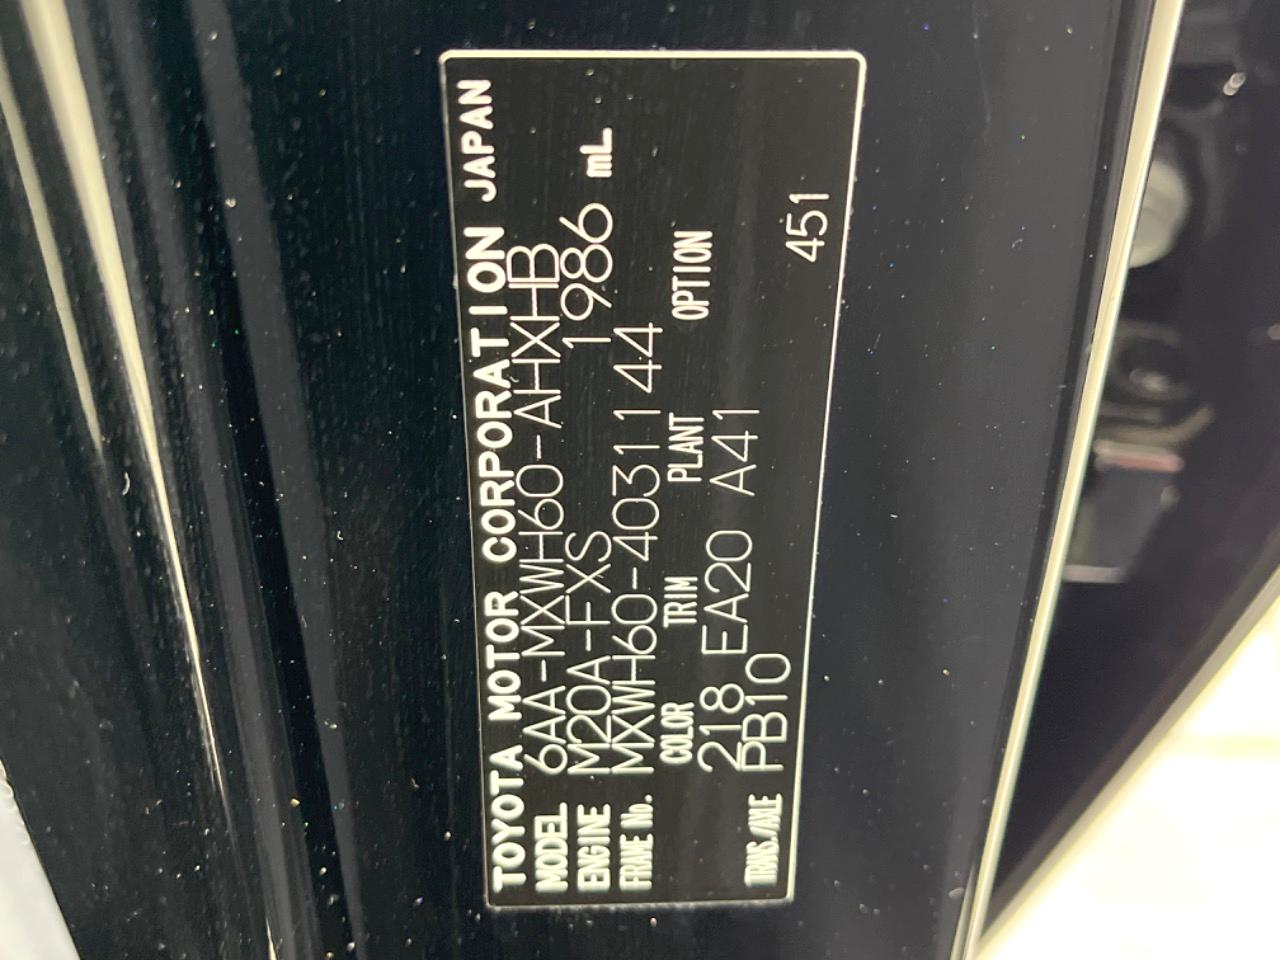 TOYOTA MOTOR CORPORATION JAPAN
MODEL 6AA-MXWH60-AHXHB
ENGINE M20A-FXS 1986 mL
FRAME No. MXWH60-4031144
COLOR TRIM PLANT OPTION
218 EA20 A41
TRANS./AXLE PB10 451